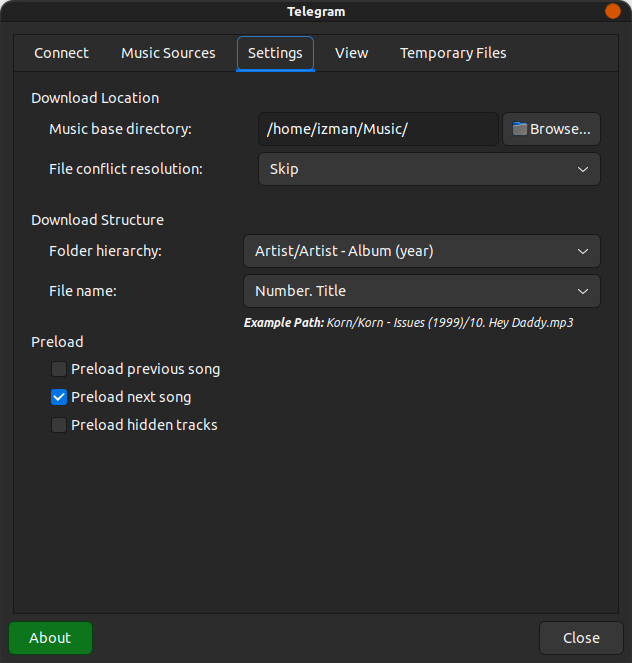 Telegram
Connect Music Sources Settings View Temporary Files
Download Location
Music base directory: /home/izman/Music/ Browse...
File conflict resolution: Skip
Download Structure
Folder hierarchy: Artist/Artist - Album (year)
File name: Number. Title
Example Path: Korn/Korn - Issues (1999)/10. Hey Daddy.mp3
Preload
Preload previous song
Preload next song
Preload hidden tracks
About Close